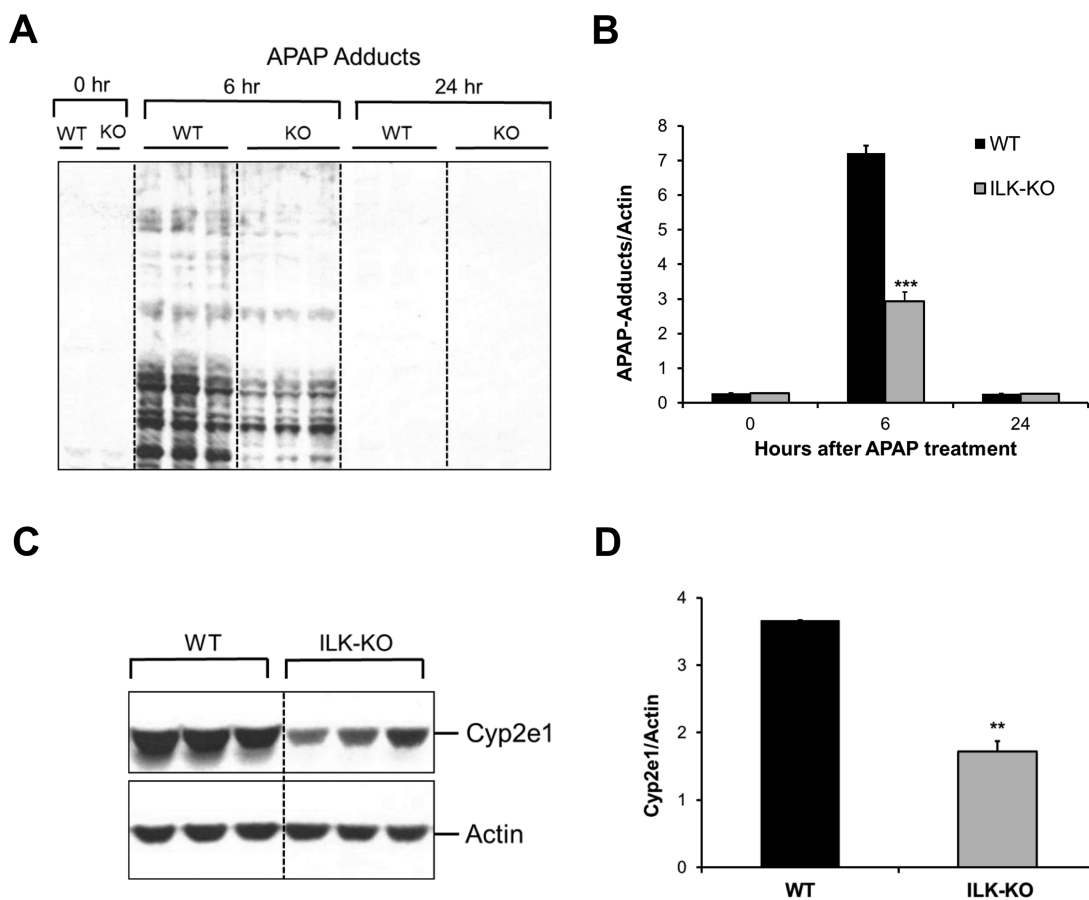 A
APAP Adducts
0 hr 6 hr 24 hr
WT KO WT KO WT KO
B
8
7
6
5
4
3
2
1
0
APAP-Adducts/Actin
WT
ILK-KO
***
0 6 24
Hours after APAP treatment
C
WT ILK-KO
Cyp2e1
Actin
D
4
3
2
1
0
Cyp2e1/Actin
**
WT ILK-KO